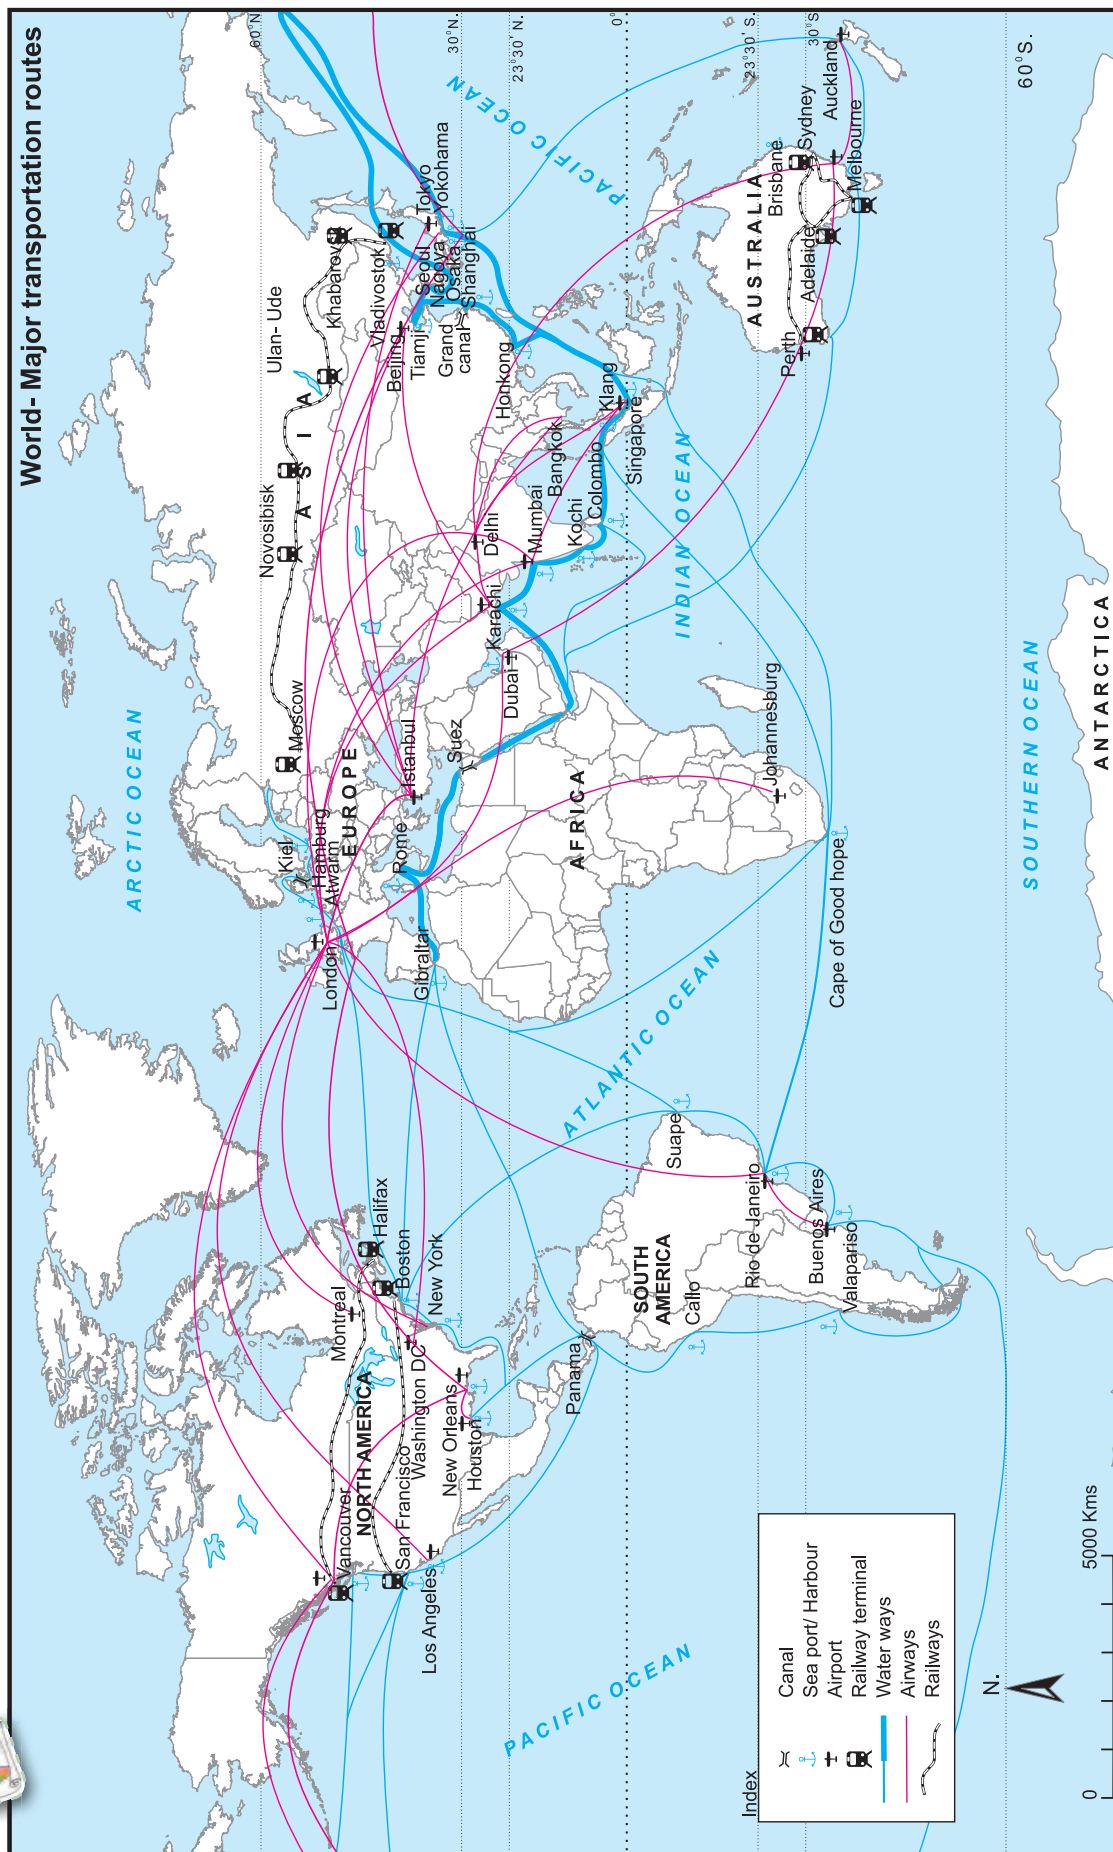 World- Major transportation routes
60°N
30°N.
23°30' N.
0°
23°30' S.
30°S
60°S.
ARCTIC OCEAN
PACIFIC OCEAN
PACIFIC OCEAN
ATLANTIC OCEAN
INDIAN OCEAN
SOUTHERN OCEAN
ANTARCTICA
NORTH AMERICA
SOUTH
AMERICA
EUROPE
AFRICA
ASIA
AUSTRALIA
Vancouver
San Francisco
Los Angeles
Montreal
Halifax
Boston
New York
Washington DC
New Orleans
Houston
Panama
Callo
Valapariso
Buenos Aires
Rio de Janeiro
Suape
London
Kiel
Hamburg
Atwarm
Gibraltar
Rome
Istanbul
Moscow
Suez
Dubai
Johannesburg
Cape of Good hope
Novosibisk
Ulan- Ude
Khabarovsk
Vladivostok
Karachi
Delhi
Mumbai
Kochi
Colombo
Bangkok
Klang
Singapore
Honkong
Beijing
Tiamji
Grand
canal
Seoul
Nagoya
Osaka
Shanghai
Tokyo
Yokohama
Perth
Adelaide
Brisbane
Sydney
Melbourne
Auckland
Index
Canal
Sea port/ Harbour
Airport
Railway terminal
Water ways
Airways
Railways
N.
0
5000 Kms